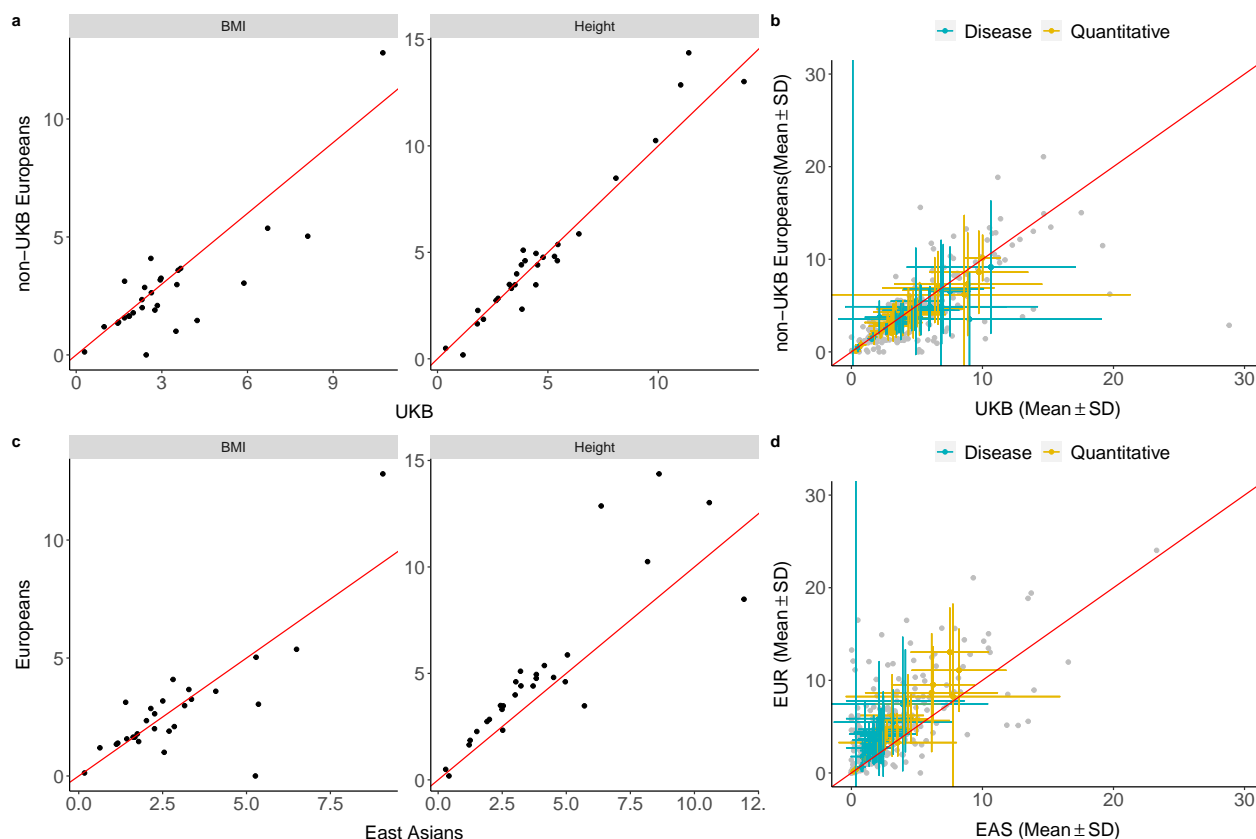 a
BMI
Height
non−UKB Europeans
10
5
0
0
3
6
9
15
10
5
0
0
5
10
UKB
b
Disease
Quantitative
non−UKB Europeans(Mean ± SD)
30
20
10
0
0
10
20
30
UKB (Mean ± SD)
c
BMI
Height
Europeans
10
5
0
0.0
2.5
5.0
7.5
15
10
5
0
0.0
2.5
5.0
7.5
10.0
12.
East Asians
d
Disease
Quantitative
EUR (Mean ± SD)
30
20
10
0
0
10
20
30
EAS (Mean ± SD)